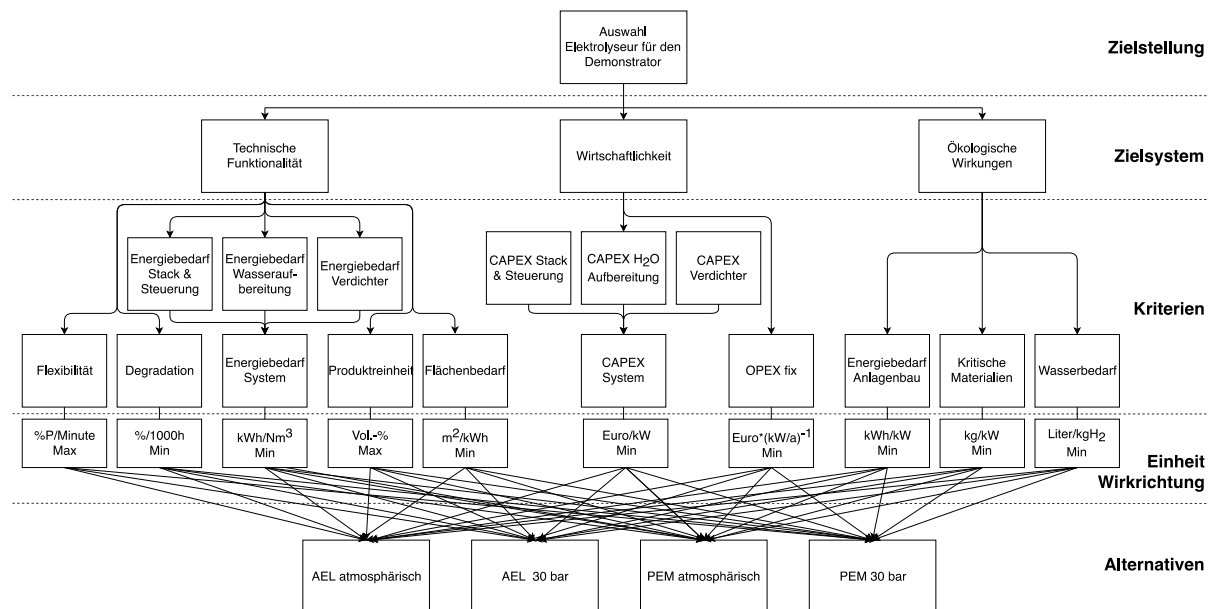 Auswahl
Elektrolyseur für den
Demonstrator
Zielstellung
Technische
Funktionalität
Wirtschaftlichkeit
Ökologische
Wirkungen
Zielsystem
Energiebedarf
Stack &
Steuerung
Energiebedarf
Wasserauf-
bereitung
Energiebedarf
Verdichter
CAPEX Stack
& Steuerung
CAPEX H₂O
Aufbereitung
CAPEX
Verdichter
Kriterien
Flexibilität
Degradation
Energiebedarf
System
Produktreinheit
Flächenbedarf
CAPEX
System
OPEX fix
Energiebedarf
Anlagenbau
Kritische
Materialien
Wasserbedarf
%P/Minute
Max
%/1000h
Min
kWh/Nm³
Min
Vol.-%
Max
m²/kWh
Min
Euro/kW
Min
Euro*(kW/a)⁻¹
Min
kWh/kW
Min
kg/kW
Min
Liter/kgH₂
Min
Einheit
Wirkrichtung
AEL atmosphärisch
AEL 30 bar
PEM atmosphärisch
PEM 30 bar
Alternativen